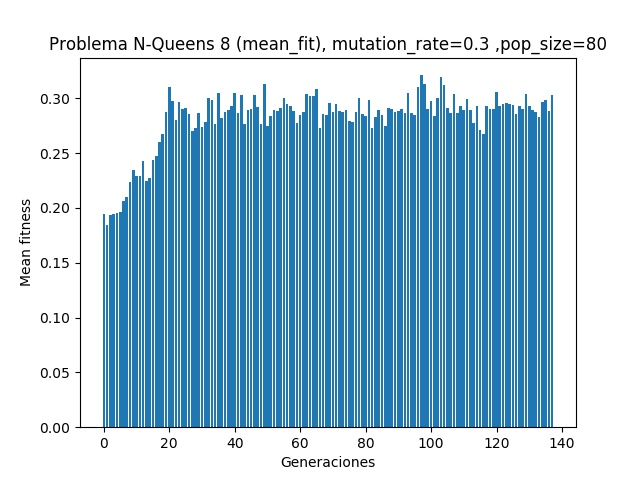 Problema N-Queens 8 (mean_fit), mutation_rate=0.3 ,pop_size=80
0.30
0.25
0.20
0.15
0.10
0.05
0.00
Mean fitness
0 20 40 60 80 100 120 140
Generaciones